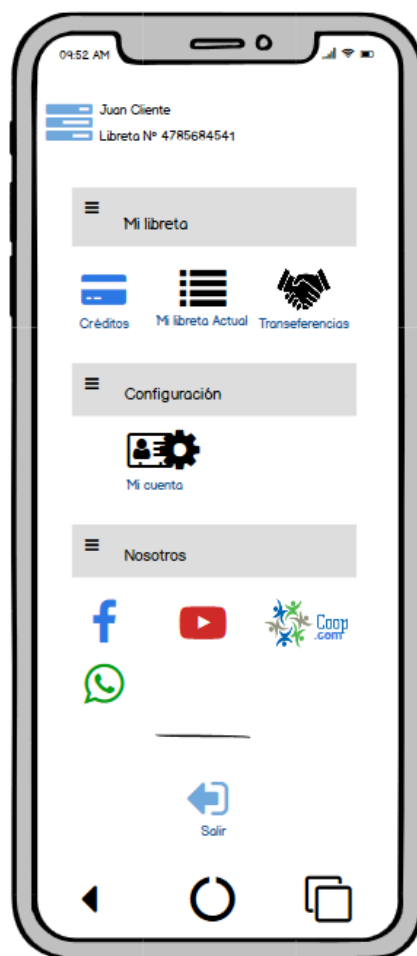 09:52 AM
Juan Cliente
Libreta Nº 4785684541
Mi libreta
Créditos
Mi libreta Actual
Transeferencias
Configuración
Mi cuenta
Nosotros
Coop
.com
Salir